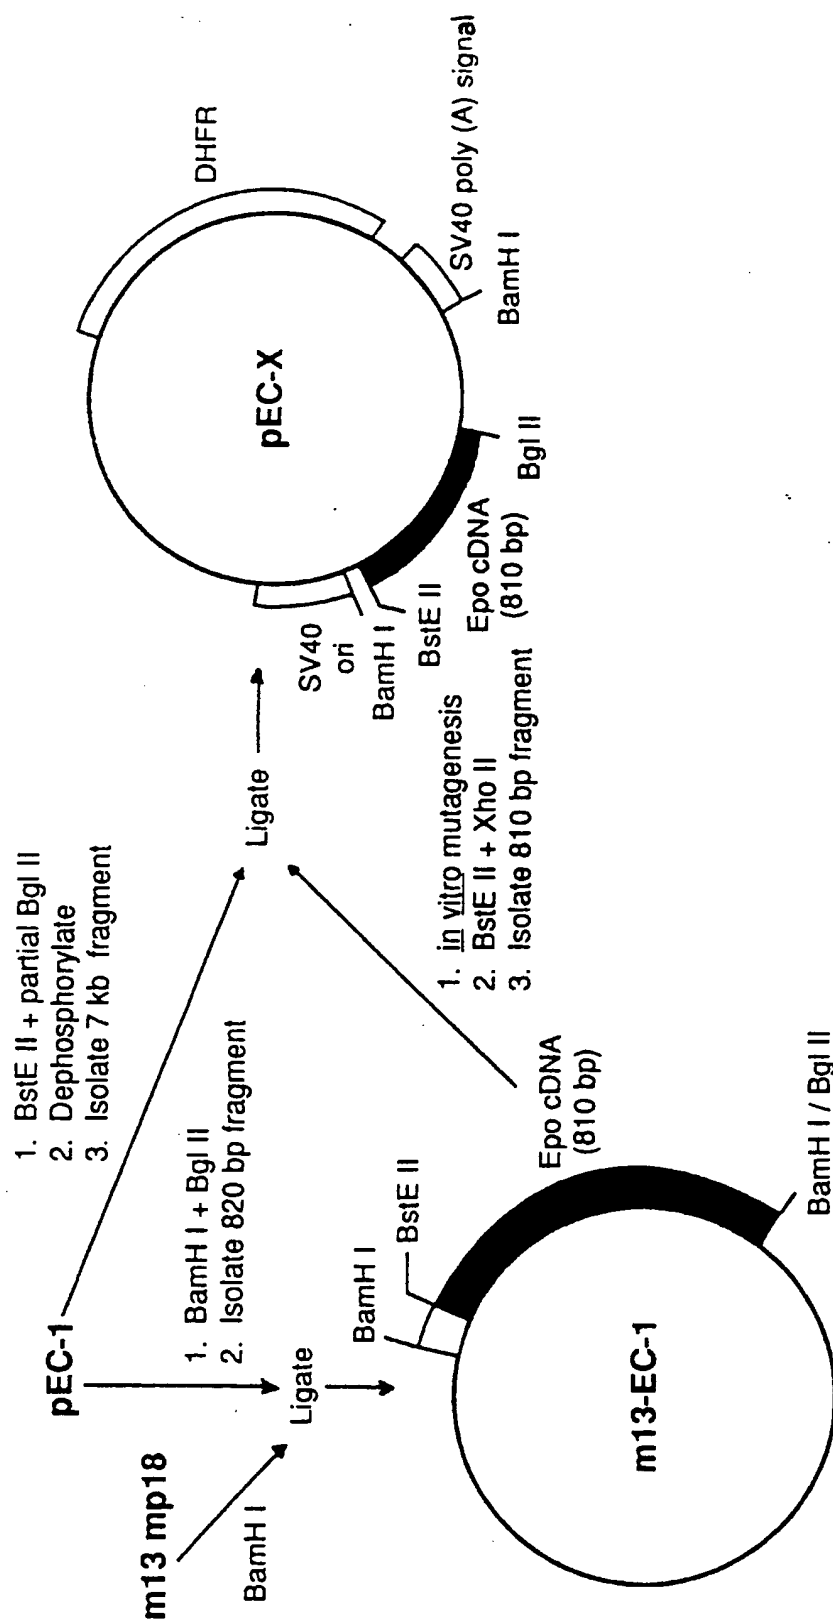 m13 mp18
BamH I
pEC-1
1. BamH I + Bgl II
2. Isolate 820 bp fragment
Ligate
1. BstE II + partial Bgl II
2. Dephosphorylate
3. Isolate 7 kb fragment
m13-EC-1
BamH I
BstE II
Epo cDNA
(810 bp)
BamH I / Bgl II
1. in vitro mutagenesis
2. BstE II + Xho II
3. Isolate 810 bp fragment
Ligate
pEC-X
DHFR
SV40 poly (A) signal
BamH I
Bgl II
Epo cDNA
(810 bp)
BstE II
BamH I
SV40
ori